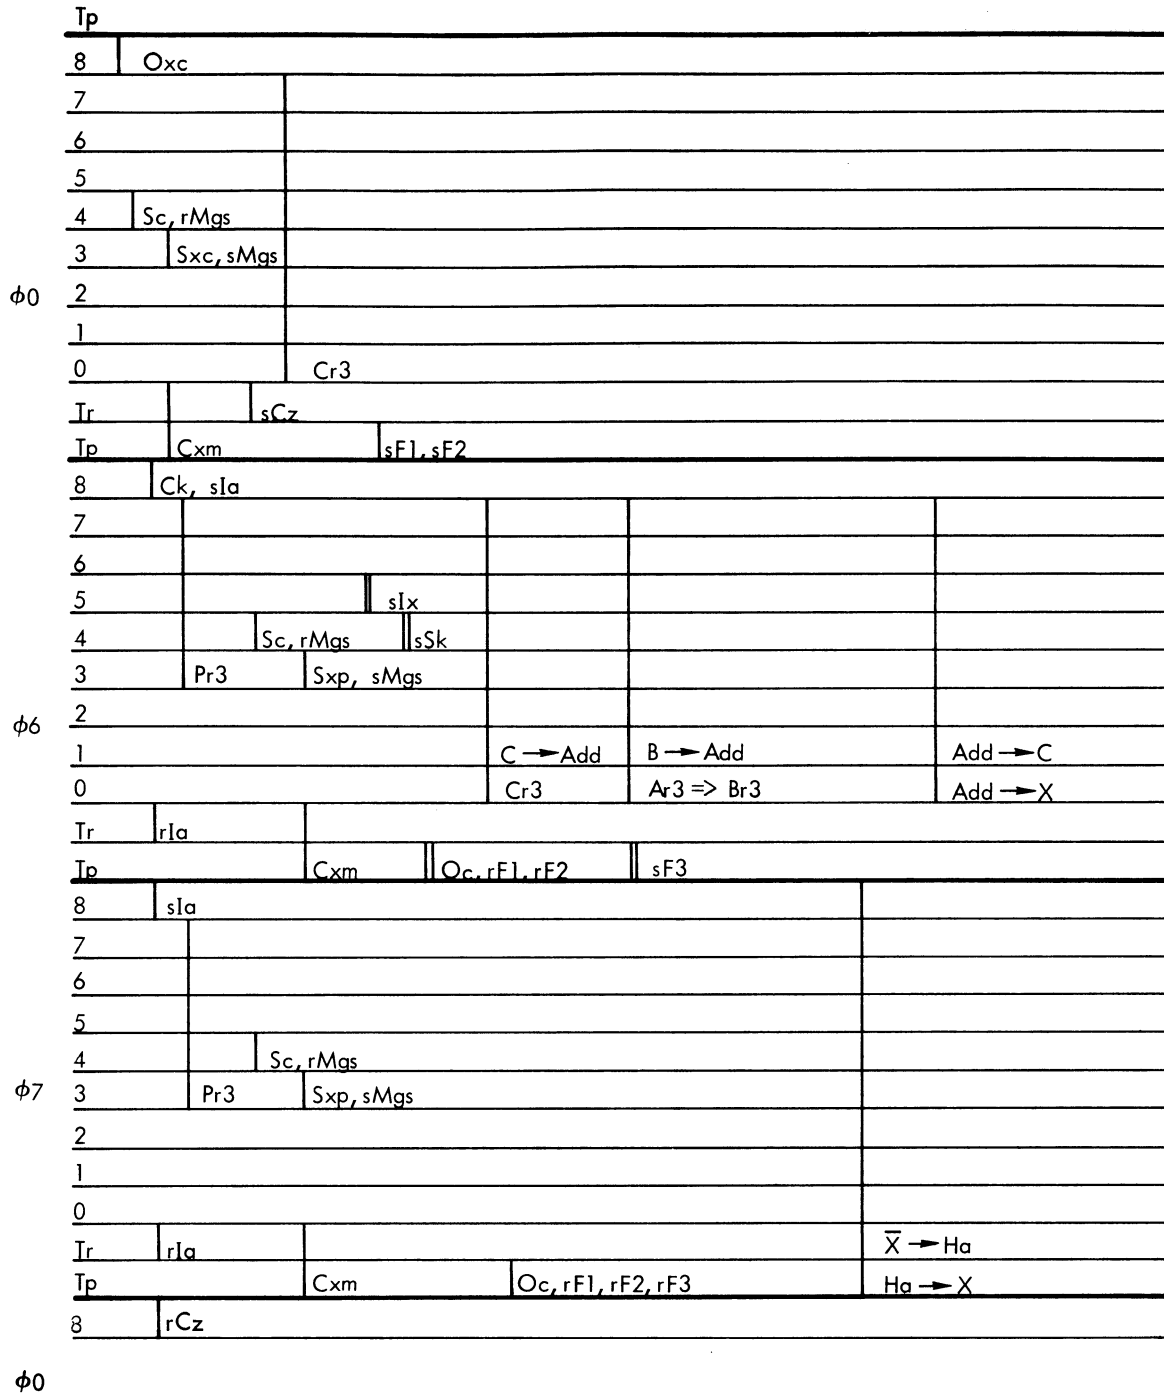 Tp
8 Oxc
7
6
5
4 Sc, rMgs
3 Sxc, sMgs
ϕ0 2
1
0 Cr3
Tr sCz
Tp Cxm sF1, sF2
8 Ck, sIa
7
6
5 sIx
4 Sc, rMgs sSk
3 Pr3 Sxp, sMgs
ϕ6 2
1 C → Add B → Add Add → C
0 Cr3 Ar3 => Br3 Add → X
Tr rIa
Tp Cxm Oc, rF1, rF2 sF3
8 sIa
7
6
5
4 Sc, rMgs
ϕ7 3 Pr3 Sxp, sMgs
2
1
0
Tr rIa X̅ → Ha
Tp Cxm Oc, rF1, rF2, rF3 Ha → X
8 rCz
ϕ0